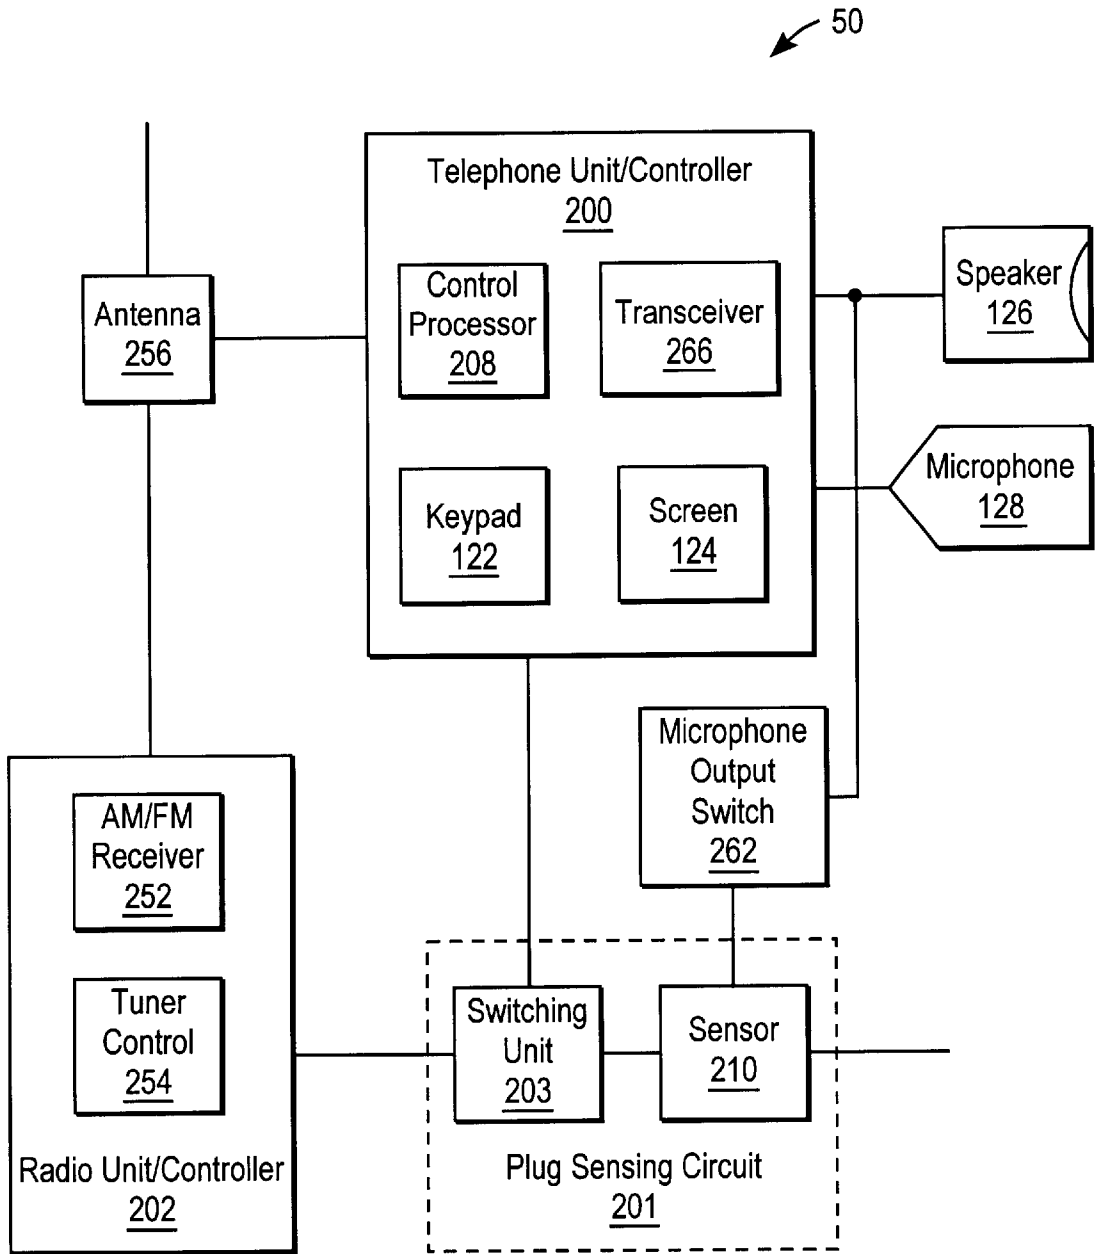 50
Telephone Unit/Controller
200
Control
Processor
208
Transceiver
266
Speaker
126
Antenna
256
Keypad
122
Screen
124
Microphone
128
Microphone
Output
Switch
262
AM/FM
Receiver
252
Tuner
Control
254
Radio Unit/Controller
202
Switching
Unit
203
Sensor
210
Plug Sensing Circuit
201